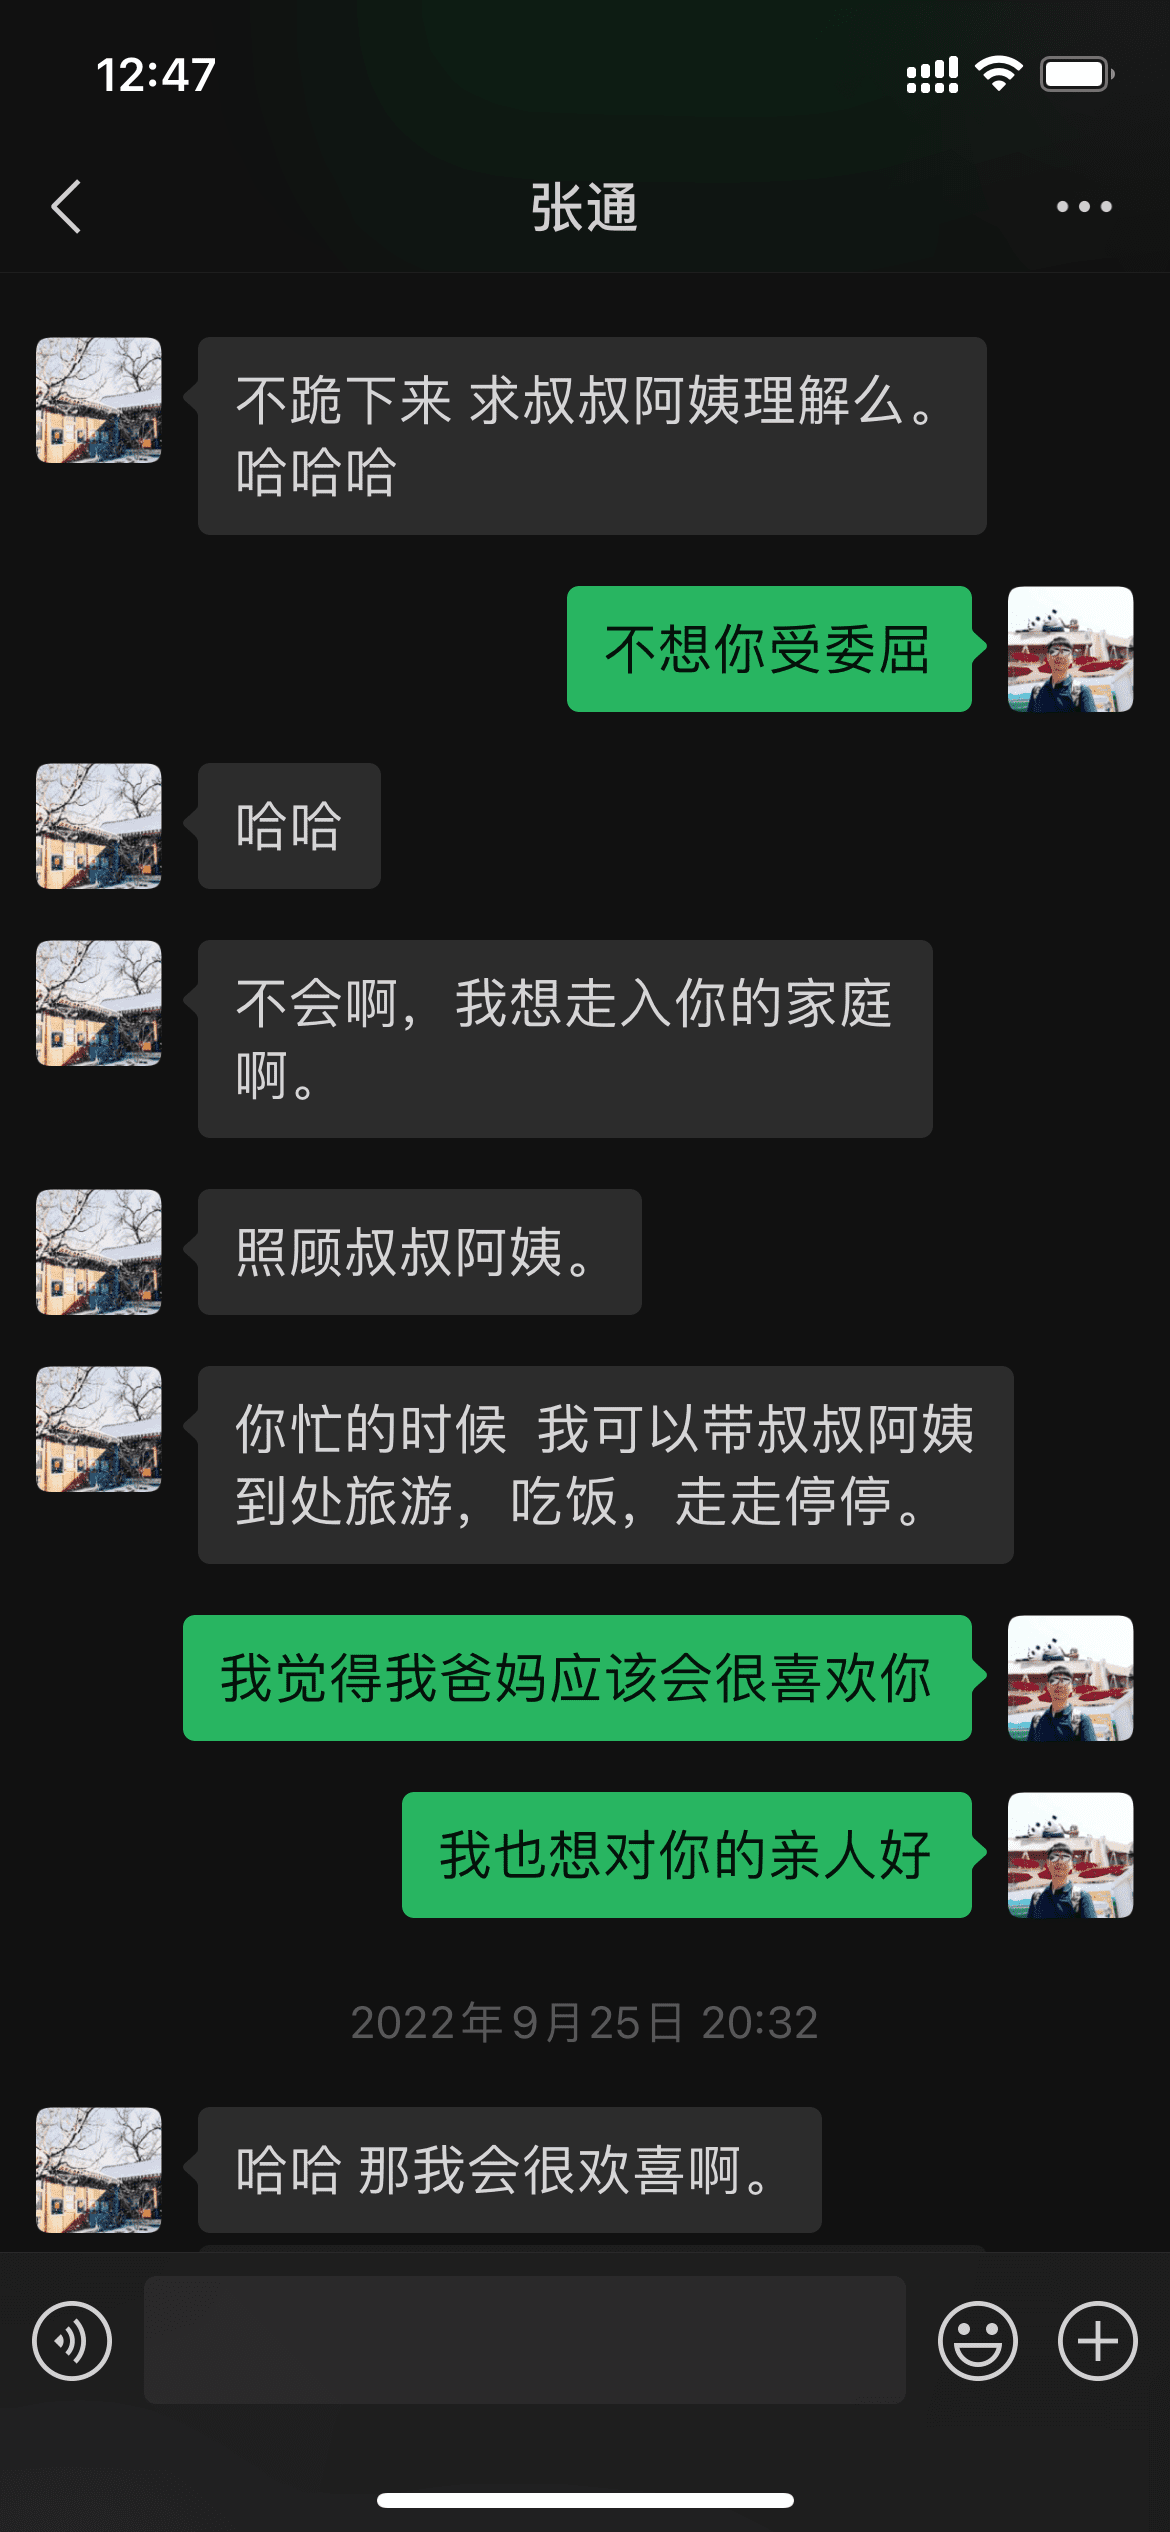 12:47
张通
不跪下来 求叔叔阿姨理解么。
哈哈哈
不想你受委屈
哈哈
不会啊，我想走入你的家庭
啊。
照顾叔叔阿姨。
你忙的时候 我可以带叔叔阿姨
到处旅游，吃饭，走走停停。
我觉得我爸妈应该会很喜欢你
我也想对你的亲人好
2022年9月25日 20:32
哈哈 那我会很欢喜啊。